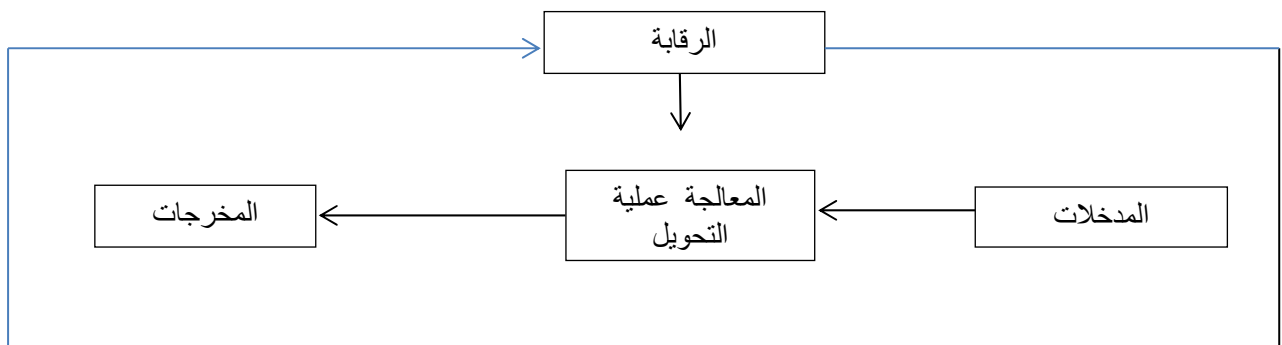 الرقابة
المدخلات
المعالجة عملية
التحويل
المخرجات